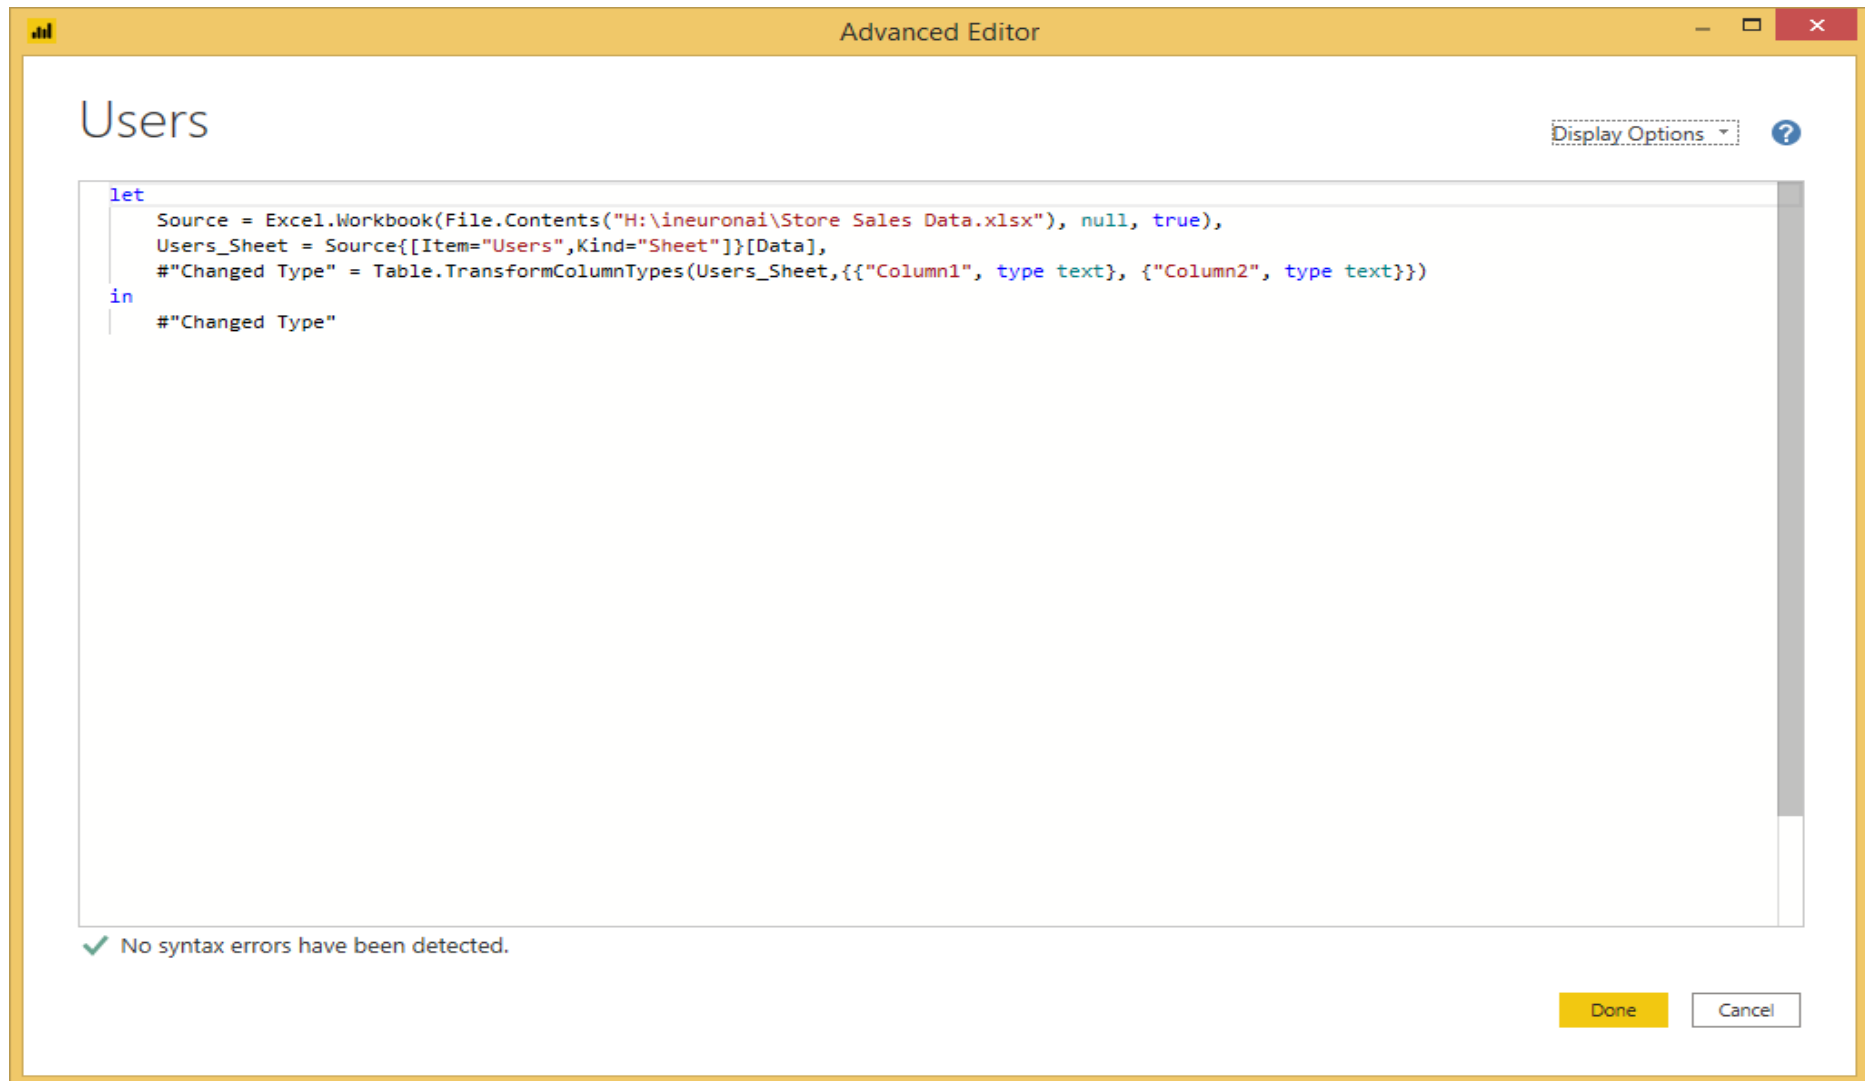 Advanced Editor
Users
Display Options
let
Source = Excel.Workbook(File.Contents("H:\ineuronai\Store Sales Data.xlsx"), null, true),
Users_Sheet = Source{[Item="Users",Kind="Sheet"]}[Data],
#"Changed Type" = Table.TransformColumnTypes(Users_Sheet,{{"Column1", type text}, {"Column2", type text}})
in
#"Changed Type"
No syntax errors have been detected.
Done Cancel